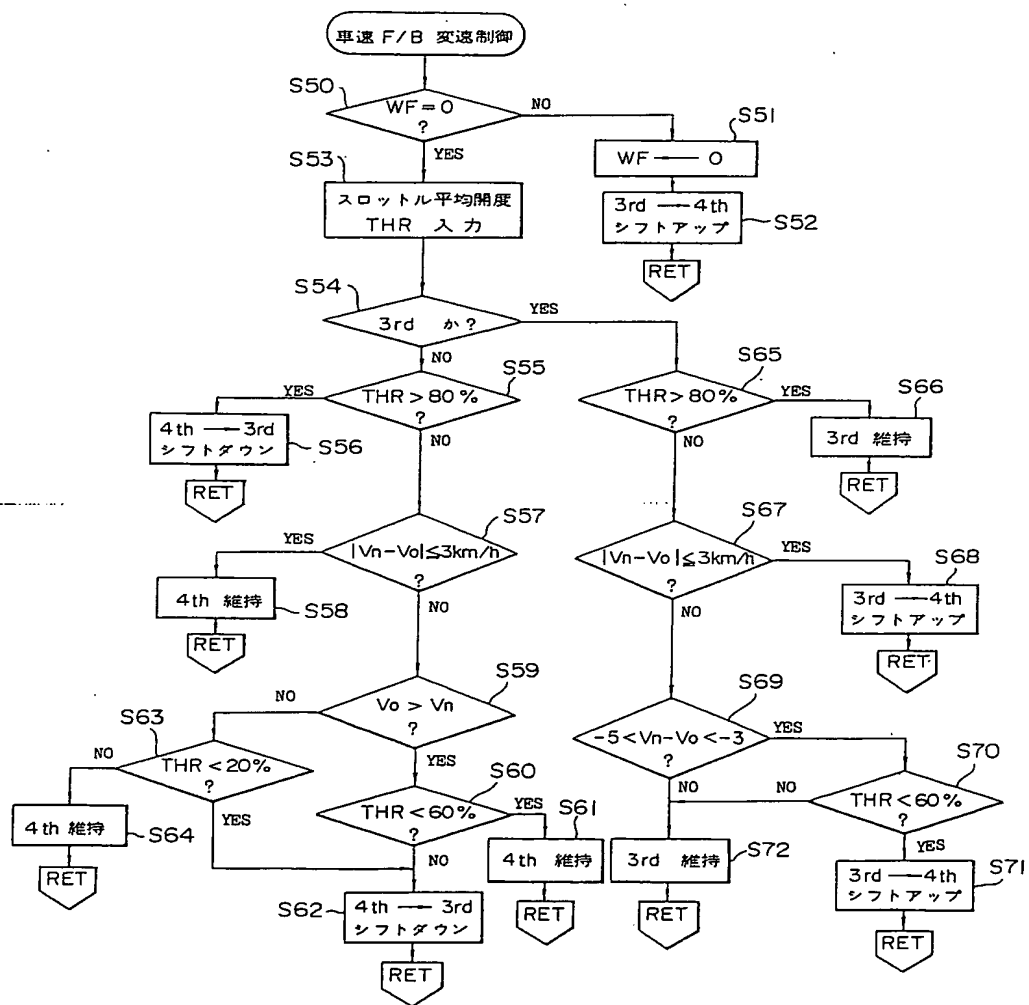 車速 F/B 変速制御
S50
WF=0
?
NO
YES
S51
WF ← 0
3rd → 4th
シフトアップ
S52
RET
S53
スロットル平均開度
THR 入力
S54
3rd か?
YES
NO
S55
THR>80%
?
YES
NO
4th → 3rd
シフトダウン
S56
RET
S65
THR>80%
?
YES
NO
S66
3rd 維持
RET
S57
|Vn-Vo|≦3km/h
?
YES
NO
4th 維持
S58
RET
S67
|Vn-Vo|≦3km/h
?
YES
NO
S68
3rd → 4th
シフトアップ
RET
S59
Vo > Vn
?
NO
YES
S63
THR<20%
?
NO
YES
4th 維持
S64
RET
S60
THR<60%
?
YES
NO
S61
4th 維持
RET
S62
4th → 3rd
シフトダウン
RET
S69
-5<Vn-Vo<-3
?
YES
NO
S70
THR<60%
?
NO
YES
3rd 維持
S72
RET
3rd → 4th
シフトアップ
S71
RET